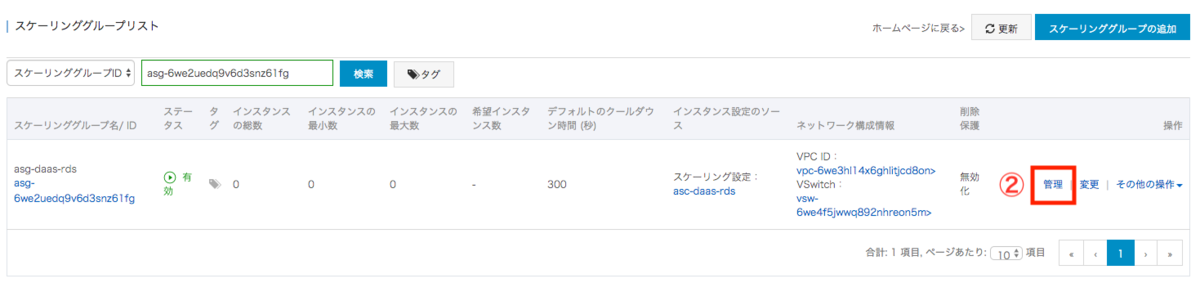 スケーリンググループリスト
ホームページに戻る> 更新 スケーリンググループの追加
スケーリンググループID asg-6we2uedq9v6d3snz61fg 検索 タグ
スケーリンググループ名/ ID
ステー
タス
タ
グ
インスタンス
の総数
インスタンスの
最小数
インスタンスの
最大数
希望インスタ
ンス数
デフォルトのクールダウ
ン時間 (秒)
インスタンス設定のソー
ス
ネットワーク構成情報
削除
保護
操作
asg-daas-rds
asg-
6we2uedq9v6d3snz61fg
有
効
0
0
0
-
300
スケーリング設定：
asc-daas-rds
VPC ID：
vpc-6we3hl14x6ghlitjcd8on>
VSwitch：
vsw-
6we4f5jwwq892nhreon5m>
無効
化
② 管理 | 変更 | その他の操作
合計: 1 項目, ページあたり: 10 項目 « ‹ 1 › »